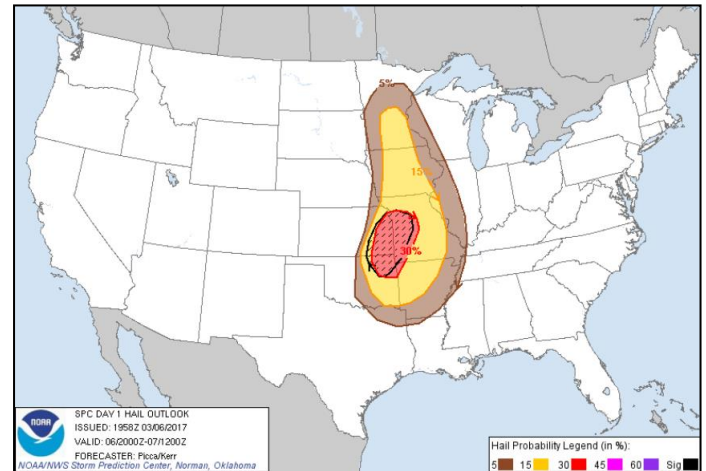 5%
15%
30%
NOAA
SPC DAY 1 HAIL OUTLOOK
ISSUED: 1958Z 03/06/2017
VALID: 06/2000Z-07/1200Z
FORECASTER: Picca/Kerr
NOAA/NWS Storm Prediction Center, Norman, Oklahoma
Hail Probability Legend (in %):
5 15 30 45 60 Sig